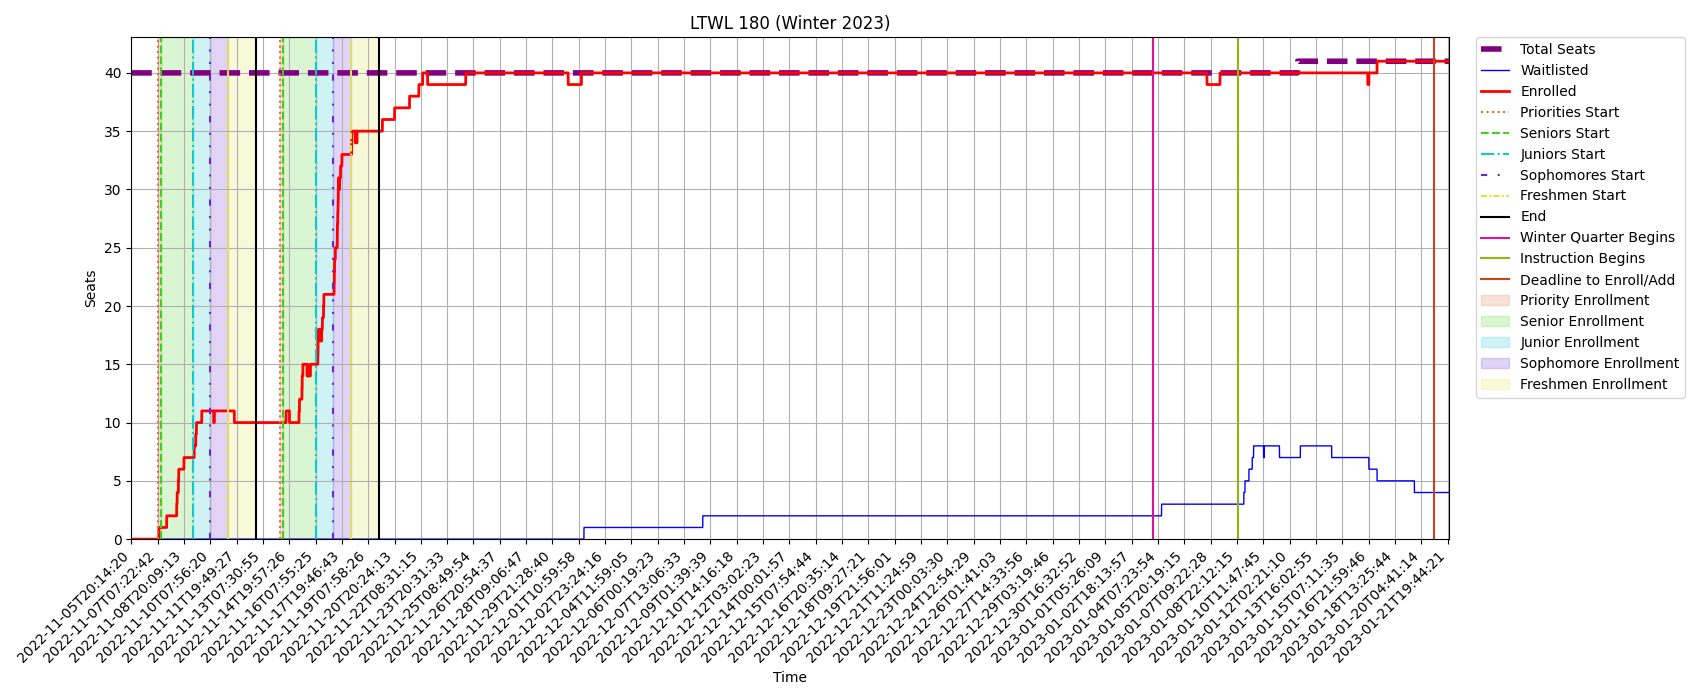 LTWL 180 (Winter 2023)
Seats
40
35
30
25
20
15
10
5
0
2022-11-05T20:14:20
2022-11-07T07:22:42
2022-11-08T20:09:13
2022-11-10T07:56:20
2022-11-11T19:49:27
2022-11-13T07:30:55
2022-11-14T19:57:26
2022-11-16T07:55:25
2022-11-17T19:46:43
2022-11-19T07:58:26
2022-11-20T20:24:13
2022-11-22T08:31:15
2022-11-23T20:31:33
2022-11-25T08:49:54
2022-11-26T20:54:37
2022-11-28T09:06:47
2022-11-29T21:28:40
2022-12-01T10:59:58
2022-12-02T23:24:16
2022-12-04T11:59:05
2022-12-06T00:19:23
2022-12-07T13:06:33
2022-12-09T01:39:39
2022-12-10T14:16:18
2022-12-12T03:02:23
2022-12-14T00:01:57
2022-12-15T07:54:44
2022-12-16T20:35:14
2022-12-18T09:27:21
2022-12-19T21:56:01
2022-12-21T11:24:59
2022-12-23T00:03:30
2022-12-24T12:54:29
2022-12-26T01:41:03
2022-12-27T14:33:56
2022-12-29T03:19:46
2022-12-30T16:32:52
2023-01-01T05:26:09
2023-01-02T18:13:57
2023-01-04T07:23:54
2023-01-05T20:19:15
2023-01-07T09:22:28
2023-01-08T22:12:15
2023-01-10T11:47:45
2023-01-12T02:21:10
2023-01-13T16:02:55
2023-01-15T07:11:35
2023-01-16T21:59:46
2023-01-18T13:25:44
2023-01-20T04:41:14
2023-01-21T19:44:21
Time
Total Seats
Waitlisted
Enrolled
Priorities Start
Seniors Start
Juniors Start
Sophomores Start
Freshmen Start
End
Winter Quarter Begins
Instruction Begins
Deadline to Enroll/Add
Priority Enrollment
Senior Enrollment
Junior Enrollment
Sophomore Enrollment
Freshmen Enrollment